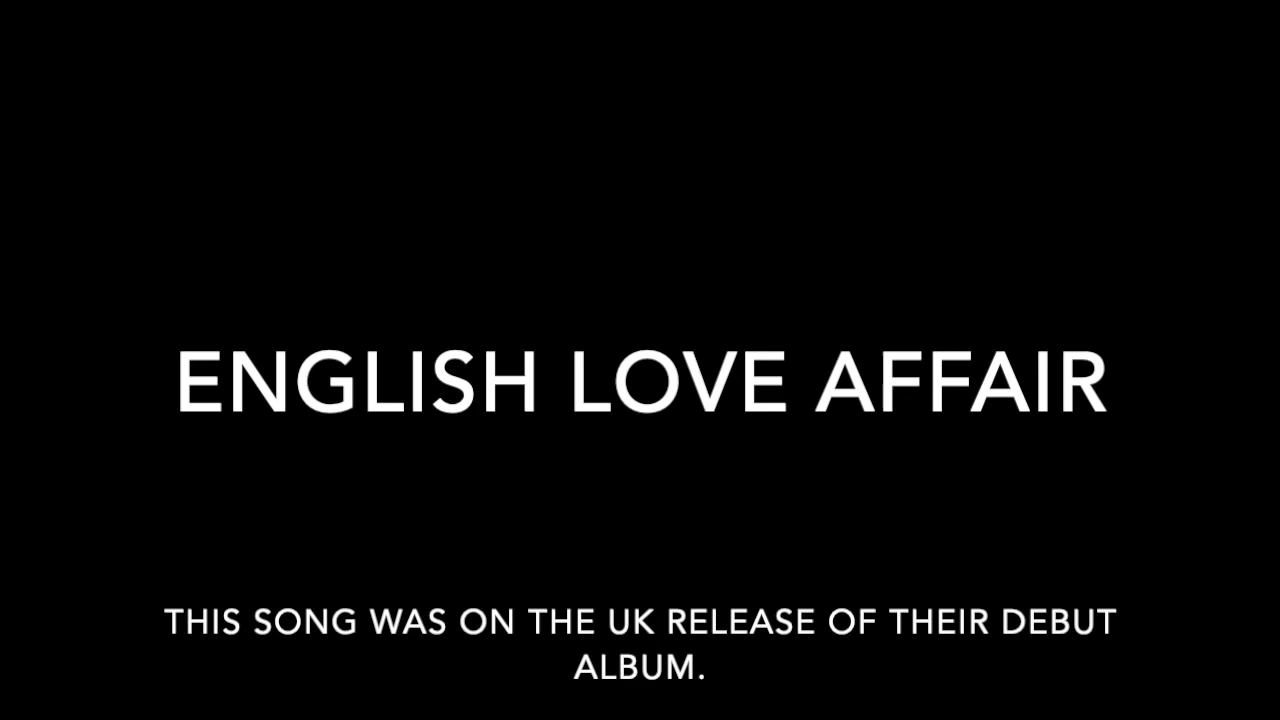 ENGLISH LOVE AFFAIR
THIS SONG WAS ON THE UK RELEASE OF THEIR DEBUT
ALBUM.